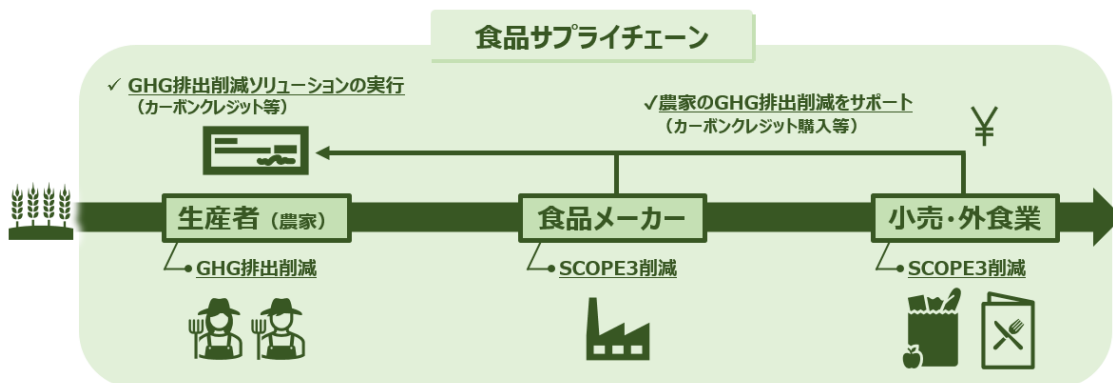 食品サプライチェーン
✓ GHG排出削減ソリューションの実行
（カーボンクレジット等）
✓農家のGHG排出削減をサポート
（カーボンクレジット購入等）
¥
生産者（農家）
食品メーカー
小売・外食業
GHG排出削減
SCOPE3削減
SCOPE3削減